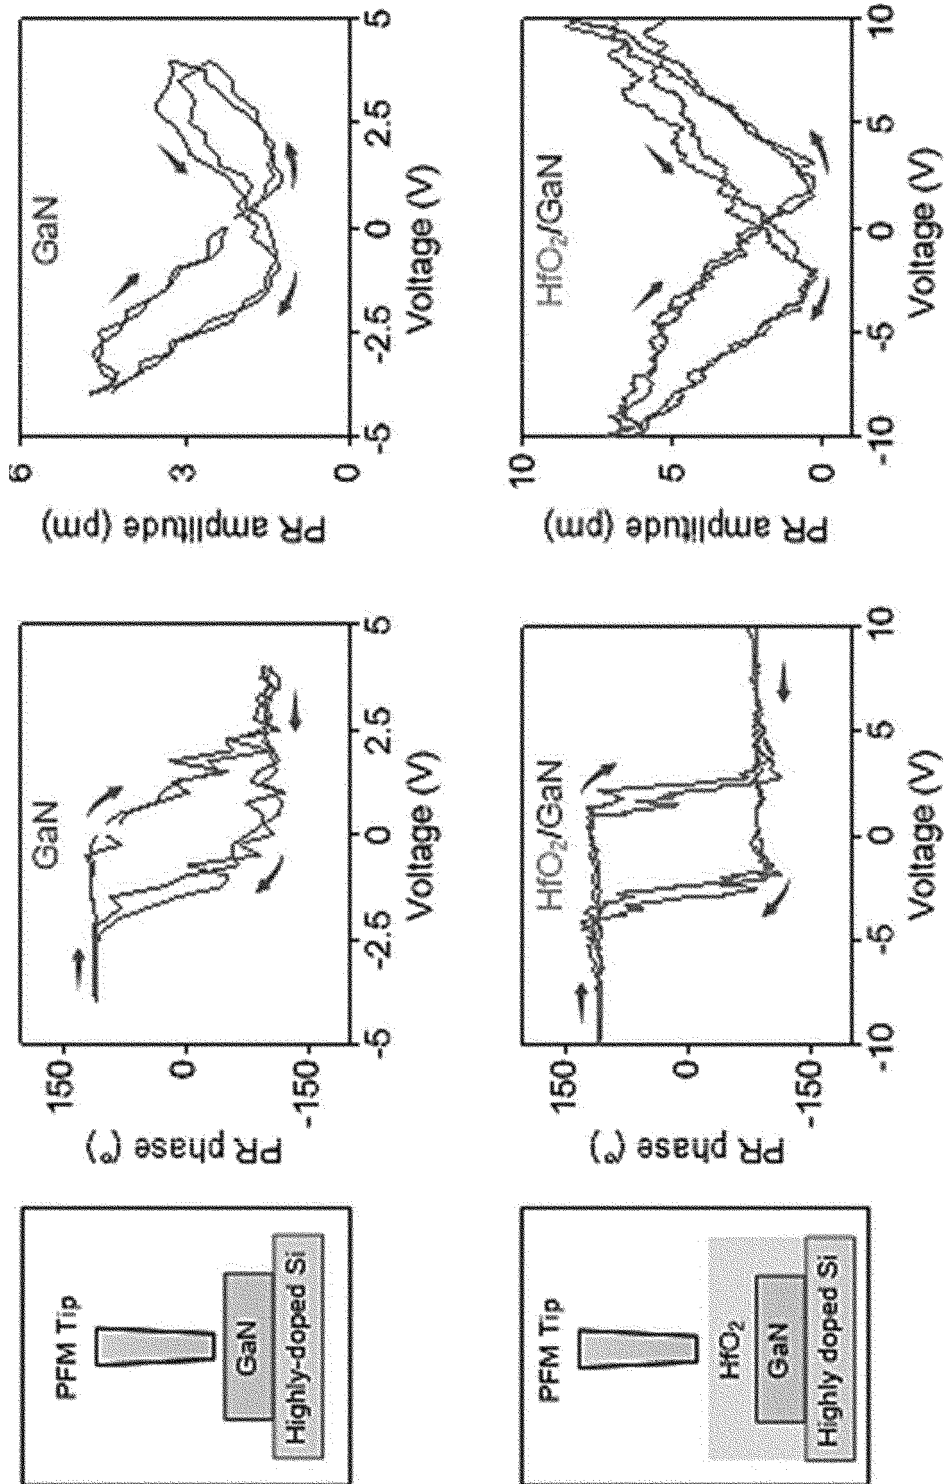 PFM Tip
GaN
Highly-doped Si
GaN
150
0
-150
PR phase (°)
-5
-2.5
0
2.5
5
Voltage (V)
GaN
6
3
0
PR amplitude (pm)
-5
-2.5
0
2.5
5
Voltage (V)
PFM Tip
HfO₂
GaN
Highly doped Si
HfO₂/GaN
150
0
-150
PR phase (°)
-10
-5
0
5
10
Voltage (V)
HfO₂/GaN
10
5
0
PR amplitude (pm)
-10
-5
0
5
10
Voltage (V)